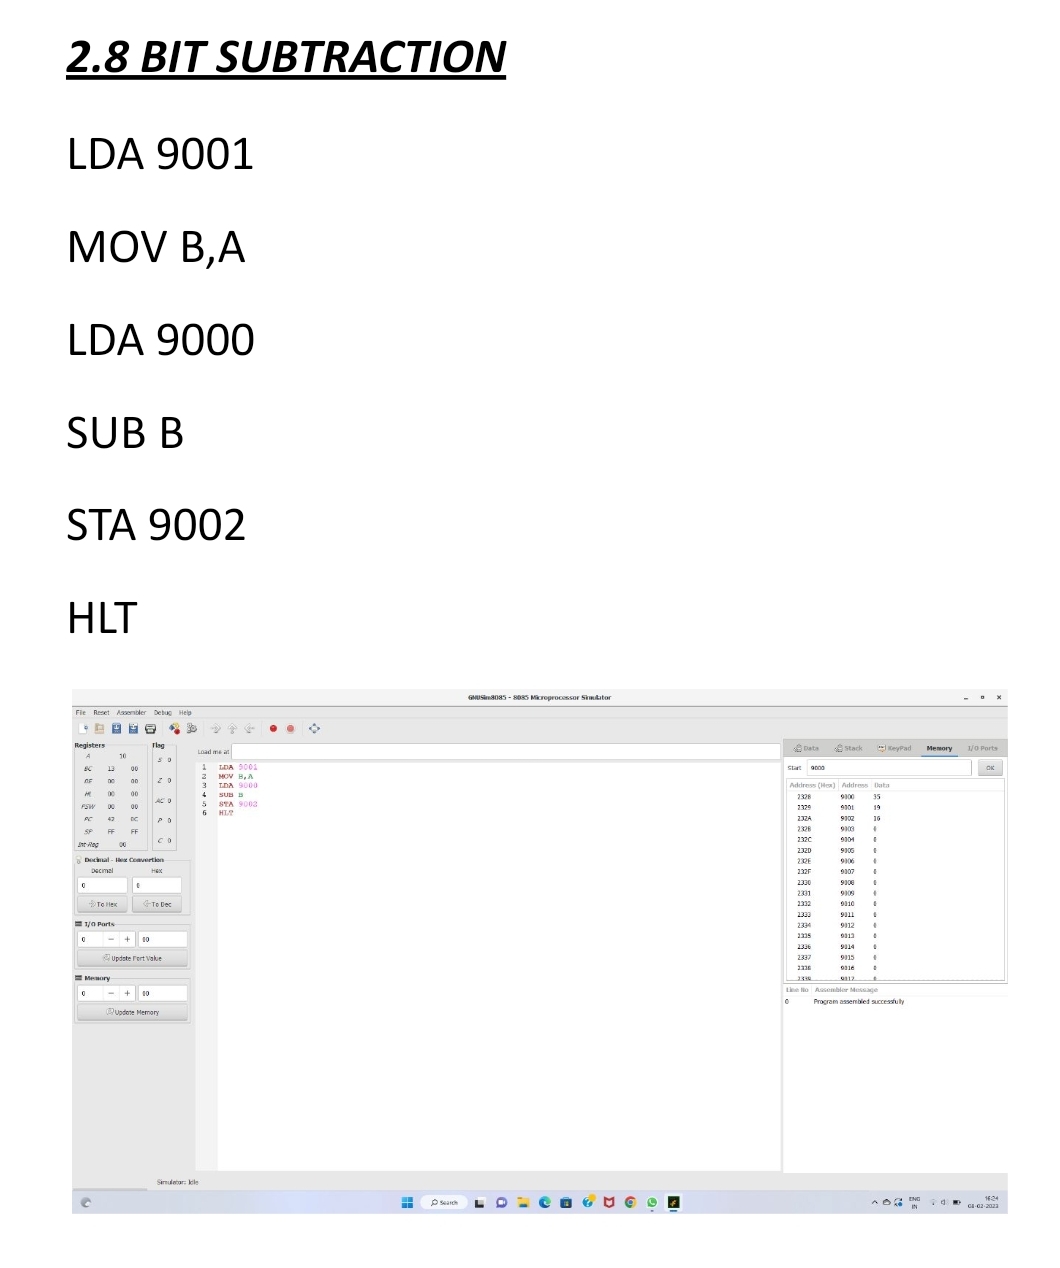 2.8 BIT SUBTRACTION
LDA 9001
MOV B,A
LDA 9000
SUB B
STA 9002
HLT
GNUSim8085 - 8085 Microprocessor Simulator
File Reset Assembler Debug Help
Registers
A 10
BC 13 00
DE 00 00
HL 00 00
PSW 00 00
PC 42 0C
SP FF FF
Int-Reg 00
Flag
S 0
Z 0
AC 0
P 0
C 0
Decimal - Hex Convertion
Decimal Hex
0 0
To Hex To Dec
I/O Ports
0 - + 00
Update Port Value
Memory
0 - + 00
Update Memory
Load me at
1 LDA 9001
2 MOV B,A
3 LDA 9000
4 SUB B
5 STA 9002
6 HLT
Data Stack KeyPad Memory I/O Ports
Start 9000 OK
Address (Hex) Address Data
2328 9000 35
2329 9001 19
232A 9002 16
232B 9003 0
232C 9004 0
232D 9005 0
232E 9006 0
232F 9007 0
2330 9008 0
2331 9009 0
2332 9010 0
2333 9011 0
2334 9012 0
2335 9013 0
2336 9014 0
2337 9015 0
2338 9016 0
2339 9017 0
Line No Assembler Message
0 Program assembled successfully
Simulator: Idle
Search
ENG
IN
16:24
08-02-2023